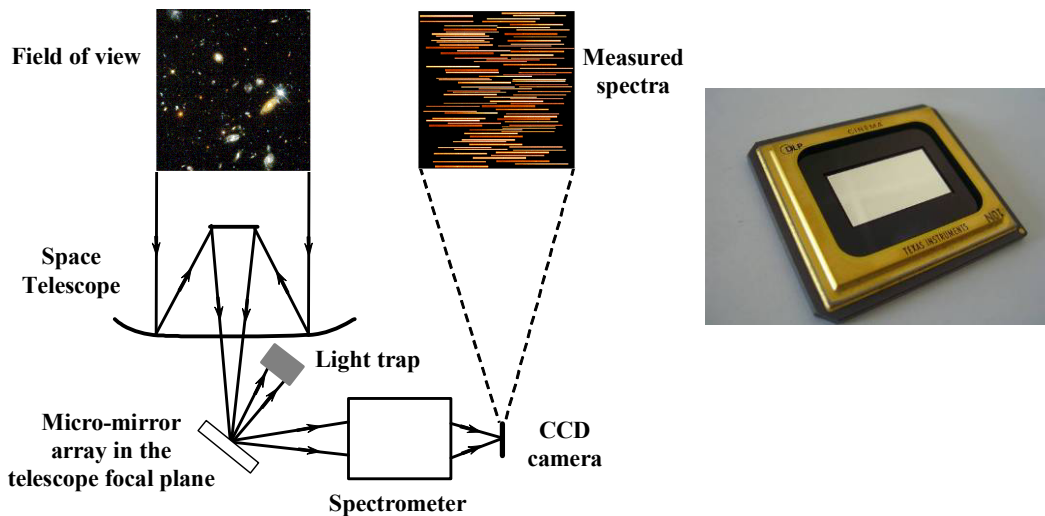 Field of view
Measured
spectra
Space
Telescope
Light trap
Micro-mirror
array in the
telescope focal plane
Spectrometer
CCD
camera
CINEMA
DLP
TEXAS INSTRUMENTS